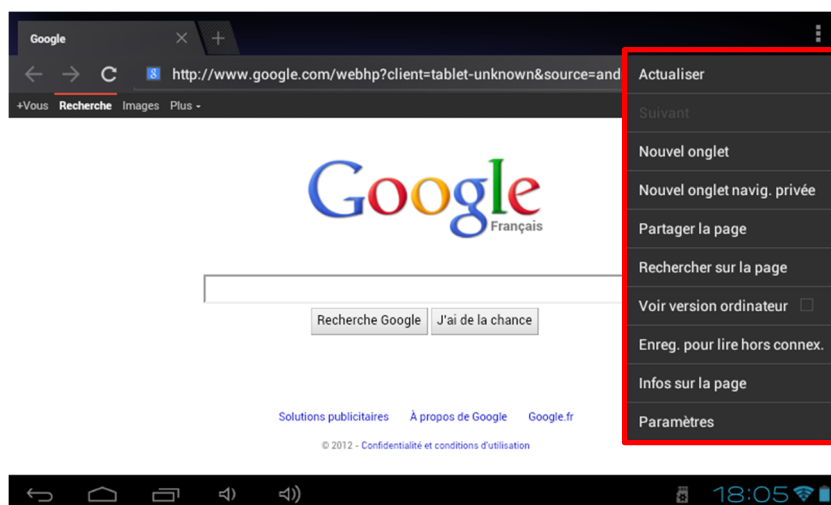 Google
http://www.google.com/webhp?client=tablet-unknown&source=and
+Vous Recherche Images Plus
Google
Français
Recherche Google J'ai de la chance
Solutions publicitaires À propos de Google Google.fr
© 2012 - Confidentialité et conditions d'utilisation
Actualiser
Suivant
Nouvel onglet
Nouvel onglet navig. privée
Partager la page
Rechercher sur la page
Voir version ordinateur
Enreg. pour lire hors connex.
Infos sur la page
Paramètres
18:05